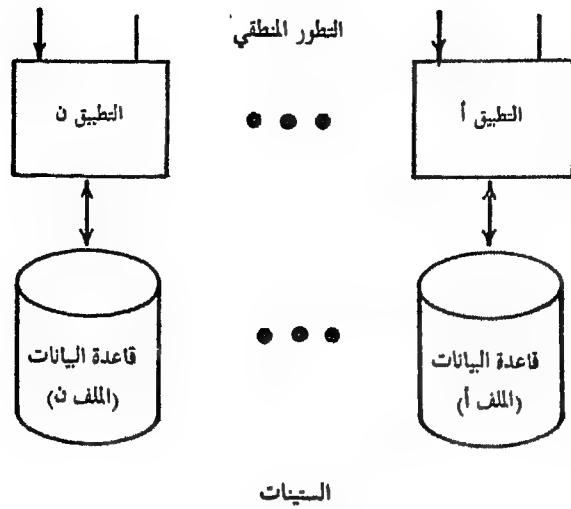 التطور المنطقي
التطبيق أ
التطبيق ن
قاعدة البيانات
(الملف أ)
قاعدة البيانات
(الملف ن)
الستينات